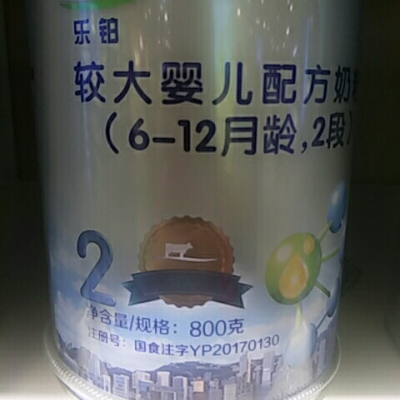 乐铂
较大婴儿配方奶粉
(6-12月龄,2段)
2
净含量/规格:800克
注册号:国食注字YP20170130